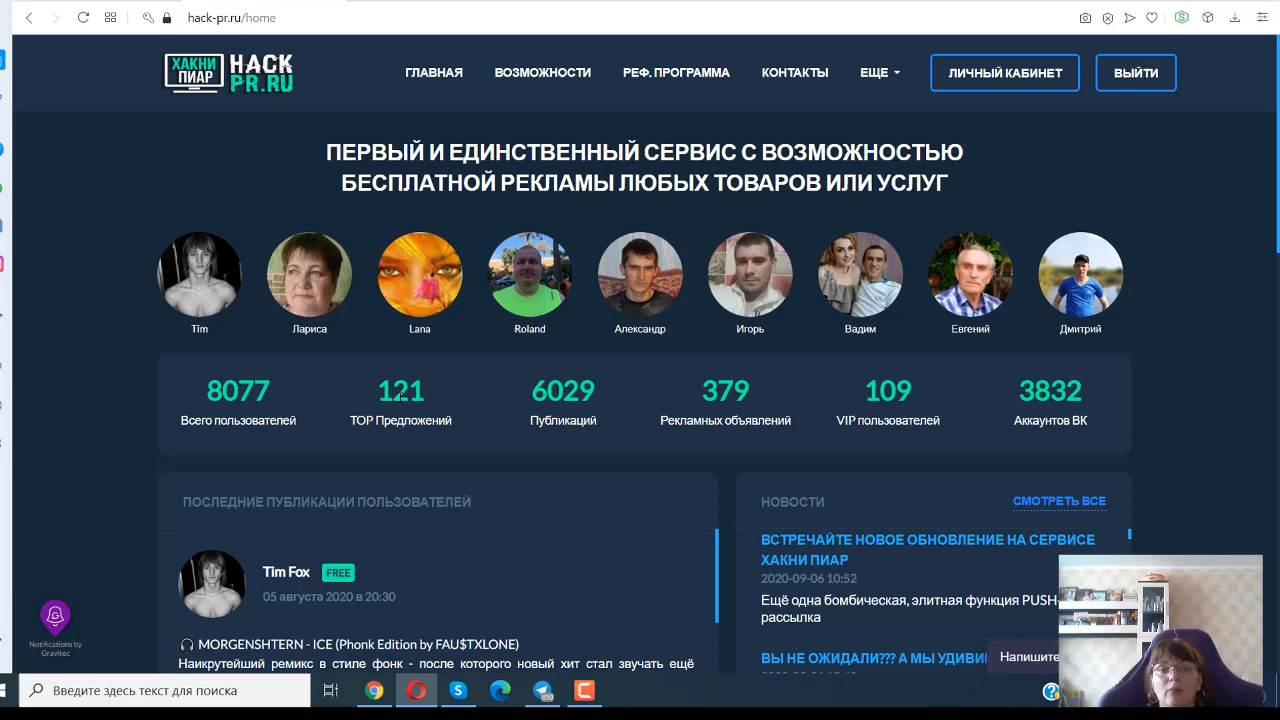 hack-pr.ru/home
ХАКНИ ПИАР HACK PR.RU
ГЛАВНАЯ ВОЗМОЖНОСТИ РЕФ. ПРОГРАММА КОНТАКТЫ ЕЩЕ ЛИЧНЫЙ КАБИНЕТ ВЫЙТИ
ПЕРВЫЙ И ЕДИНСТВЕННЫЙ СЕРВИС С ВОЗМОЖНОСТЬЮ
БЕСПЛАТНОЙ РЕКЛАМЫ ЛЮБЫХ ТОВАРОВ ИЛИ УСЛУГ
Tim Лариса Lana Roland Александр Игорь Вадим Евгений Дмитрий
8077 121 6029 379 109 3832
Всего пользователей TOP Предложений Публикаций Рекламных объявлений VIP пользователей Аккаунтов ВК
ПОСЛЕДНИЕ ПУБЛИКАЦИИ ПОЛЬЗОВАТЕЛЕЙ
Tim Fox FREE
05 августа 2020 в 20:30
MORGENSHTERN - ICE (Phonk Edition by FAU$TXLONE)
Наикрутейший ремикс в стиле фонк - после которого новый хит стал звучать ещё
НОВОСТИ СМОТРЕТЬ ВСЕ
ВСТРЕЧАЙТЕ НОВОЕ ОБНОВЛЕНИЕ НА СЕРВИСЕ
ХАКНИ ПИАР
2020-09-06 10:52
Ещё одна бомбическая, элитная функция PUSH-
рассылка
ВЫ НЕ ОЖИДАЛИ??? А МЫ УДИВИ
Напишите
Notifications by
Gravitec
Введите здесь текст для поиска
890